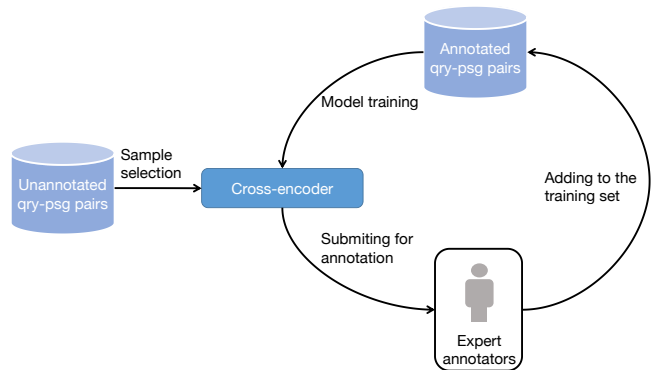 Annotated
qry-psg pairs
Model training
Sample
selection
Unannotated
qry-psg pairs
Cross-encoder
Adding to the
training set
Submiting for
annotation
Expert
annotators